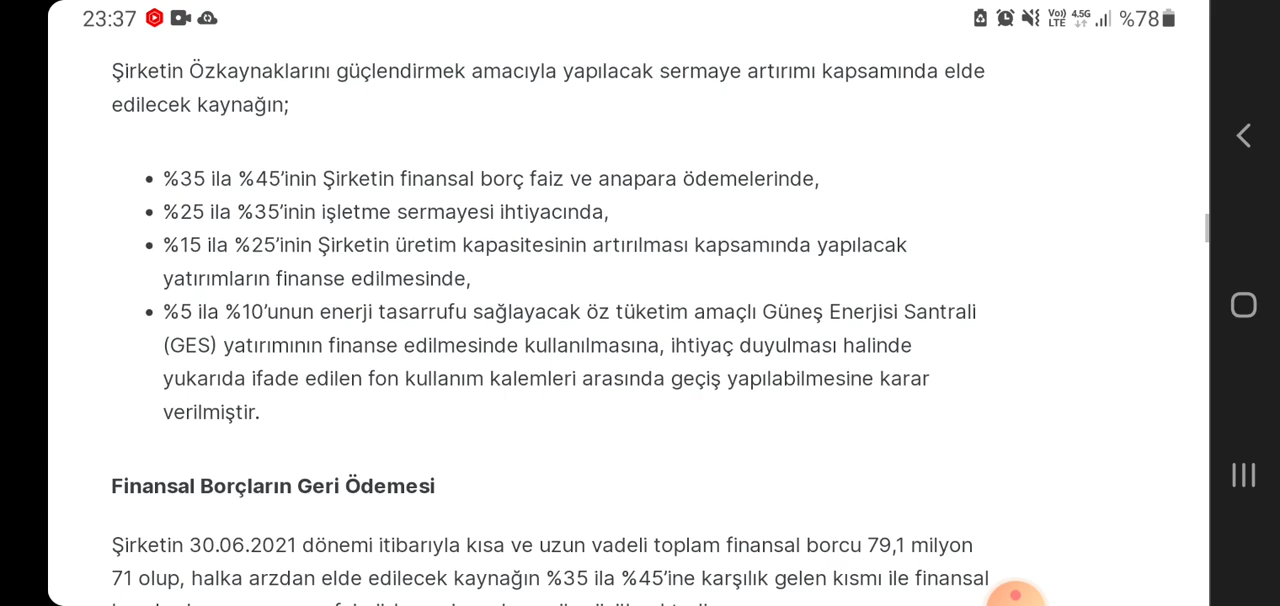 23:37
Vo))
LTE
4.5G
%78
Şirketin Özkaynaklarını güçlendirmek amacıyla yapılacak sermaye artırımı kapsamında elde
edilecek kaynağın;
• %35 ila %45'inin Şirketin finansal borç faiz ve anapara ödemelerinde,
• %25 ila %35'inin işletme sermayesi ihtiyacında,
• %15 ila %25'inin Şirketin üretim kapasitesinin artırılması kapsamında yapılacak
yatırımların finanse edilmesinde,
• %5 ila %10'unun enerji tasarrufu sağlayacak öz tüketim amaçlı Güneş Enerjisi Santrali
(GES) yatırımının finanse edilmesinde kullanılmasına, ihtiyaç duyulması halinde
yukarıda ifade edilen fon kullanım kalemleri arasında geçiş yapılabilmesine karar
verilmiştir.
Finansal Borçların Geri Ödemesi
Şirketin 30.06.2021 dönemi itibarıyla kısa ve uzun vadeli toplam finansal borcu 79,1 milyon
71 olup, halka arzdan elde edilecek kaynağın %35 ila %45'ine karşılık gelen kısmı ile finansal